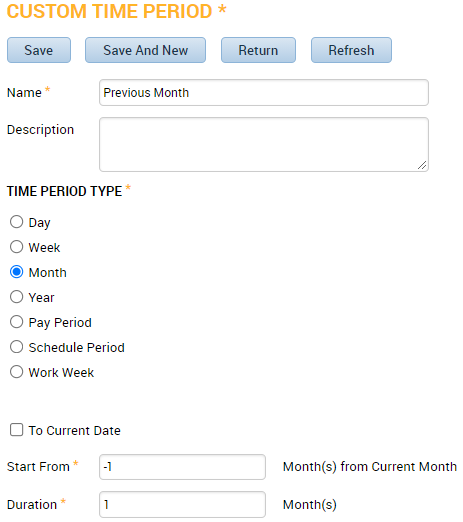 CUSTOM TIME PERIOD *
Save Save And New Return Refresh
Name * Previous Month
Description
TIME PERIOD TYPE *
Day
Week
Month
Year
Pay Period
Schedule Period
Work Week
To Current Date
Start From * -1 Month(s) from Current Month
Duration * 1 Month(s)